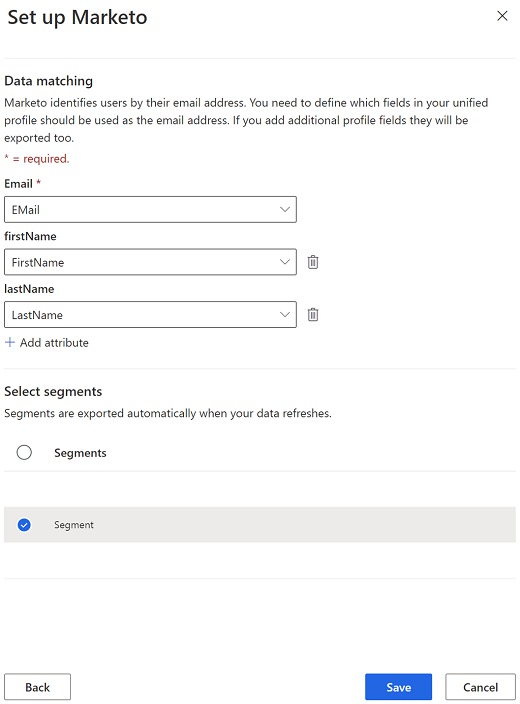 Set up Marketo
Data matching
Marketo identifies users by their email address. You need to define which fields in your unified
profile should be used as the email address. If you add additional profile fields they will be
exported too.
* = required.
Email *
EMail
firstName
FirstName
lastName
LastName
+ Add attribute
Select segments
Segments are exported automatically when your data refreshes.
Segments
Segment
Back
Save
Cancel